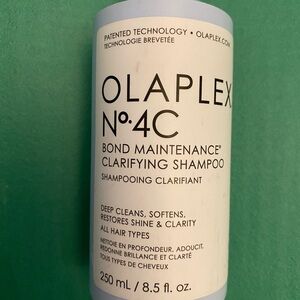 PATENTED TECHNOLOGY • OLAPLEX.COM
TECHNOLOGIE BREVETÉE
OLAPLEX
Nº.4C
BOND MAINTENANCE®
CLARIFYING SHAMPOO
SHAMPOOING CLARIFIANT
DEEP CLEANS, SOFTENS,
RESTORES SHINE & CLARITY
ALL HAIR TYPES
NETTOIE EN PROFONDEUR, ADOUCIT,
REDONNE BRILLANCE ET CLARTÉ
TOUS TYPES DE CHEVEUX
250 mL / 8.5 fl. oz.